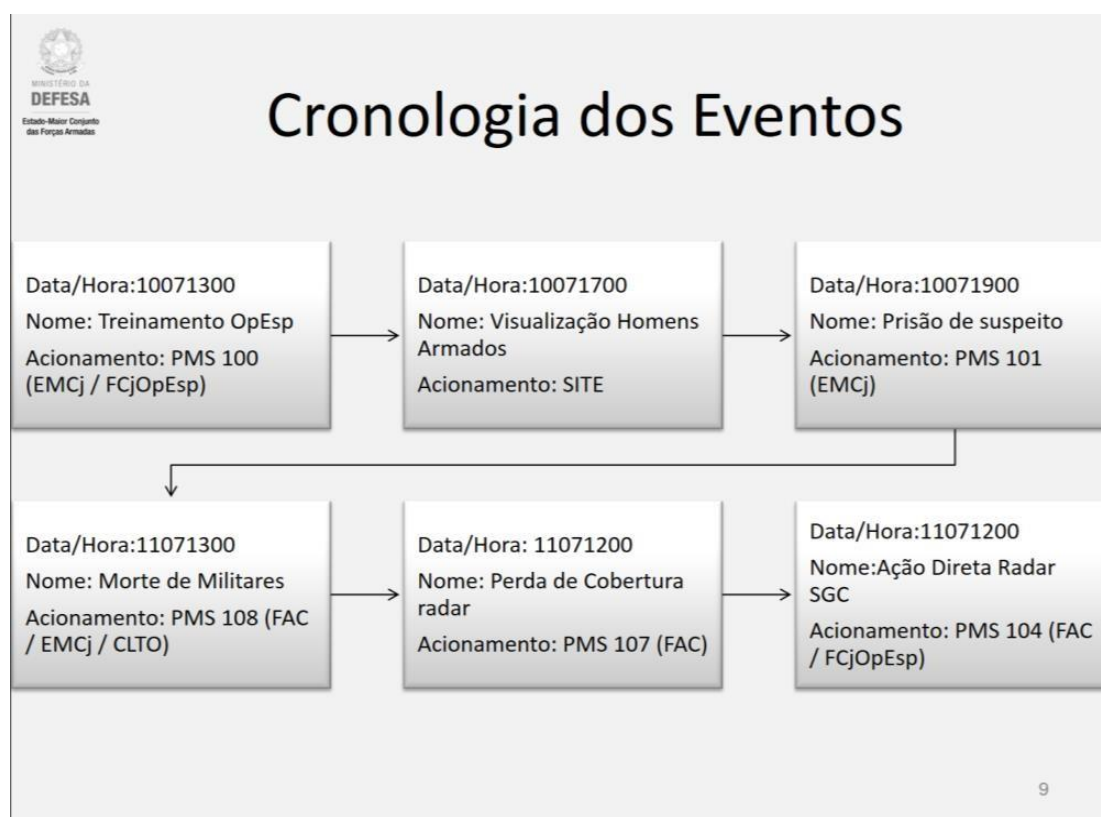 MINISTÉRIO DA
DEFESA
Estado-Maior Conjunto
das Forças Armadas
Cronologia dos Eventos
Data/Hora:10071300
Nome: Treinamento OpEsp
Acionamento: PMS 100
(EMCj / FCjOpEsp)
Data/Hora:10071700
Nome: Visualização Homens
Armados
Acionamento: SITE
Data/Hora:10071900
Nome: Prisão de suspeito
Acionamento: PMS 101
(EMCj)
Data/Hora:11071300
Nome: Morte de Militares
Acionamento: PMS 108 (FAC
/ EMCj / CLTO)
Data/Hora: 11071200
Nome: Perda de Cobertura
radar
Acionamento: PMS 107 (FAC)
Data/Hora:11071200
Nome:Ação Direta Radar
SGC
Acionamento: PMS 104 (FAC
/ FCjOpEsp)
9